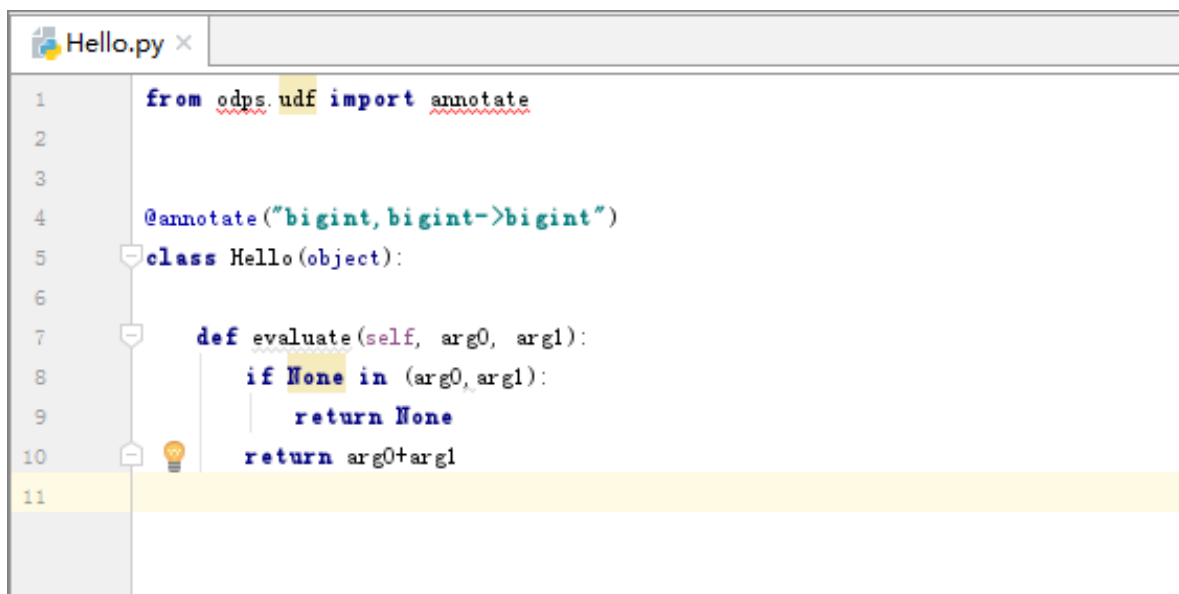 Hello.py ×
1 from odps.udf import annotate
2
3
4 @annotate("bigint,bigint->bigint")
5 class Hello(object):
6
7     def evaluate(self, arg0, arg1):
8         if None in (arg0,arg1):
9             return None
10         return arg0+arg1
11